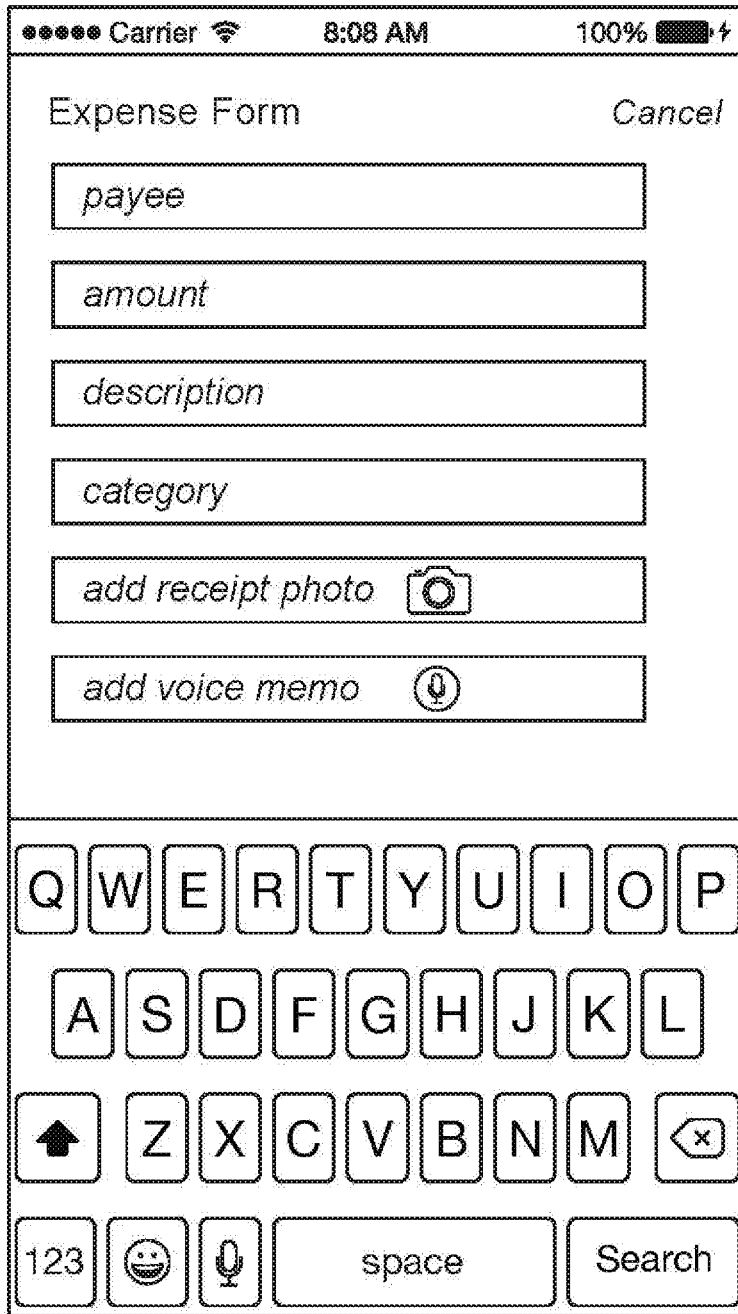 Carrier 8:08 AM 100%
Expense Form Cancel
payee
amount
description
category
add receipt photo
add voice memo
Q W E R T Y U I O P
A S D F G H J K L
Z X C V B N M
123 space Search